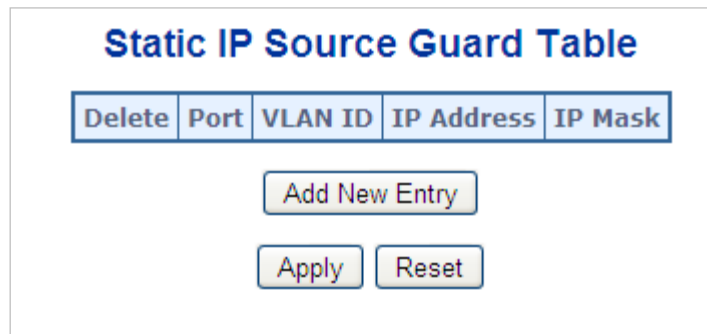 Static IP Source Guard Table
Delete Port VLAN ID IP Address IP Mask
Add New Entry
Apply Reset